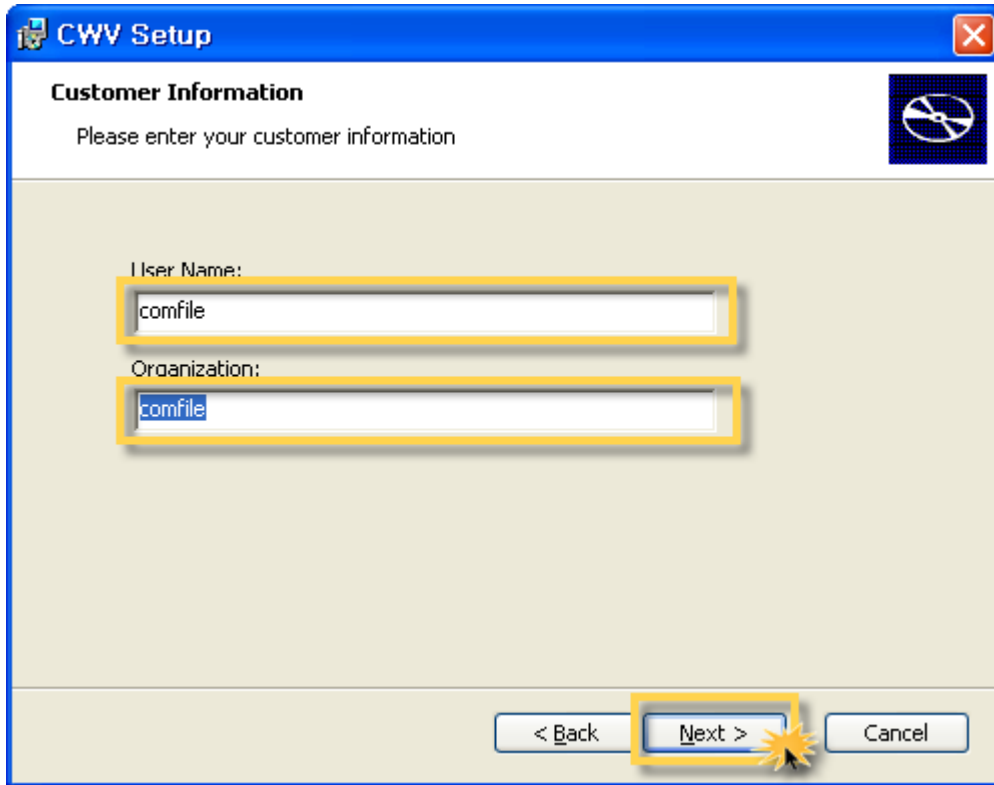 CWV Setup
Customer Information
Please enter your customer information
User Name:
comfile
Organization:
comfile
< Back
Next >
Cancel